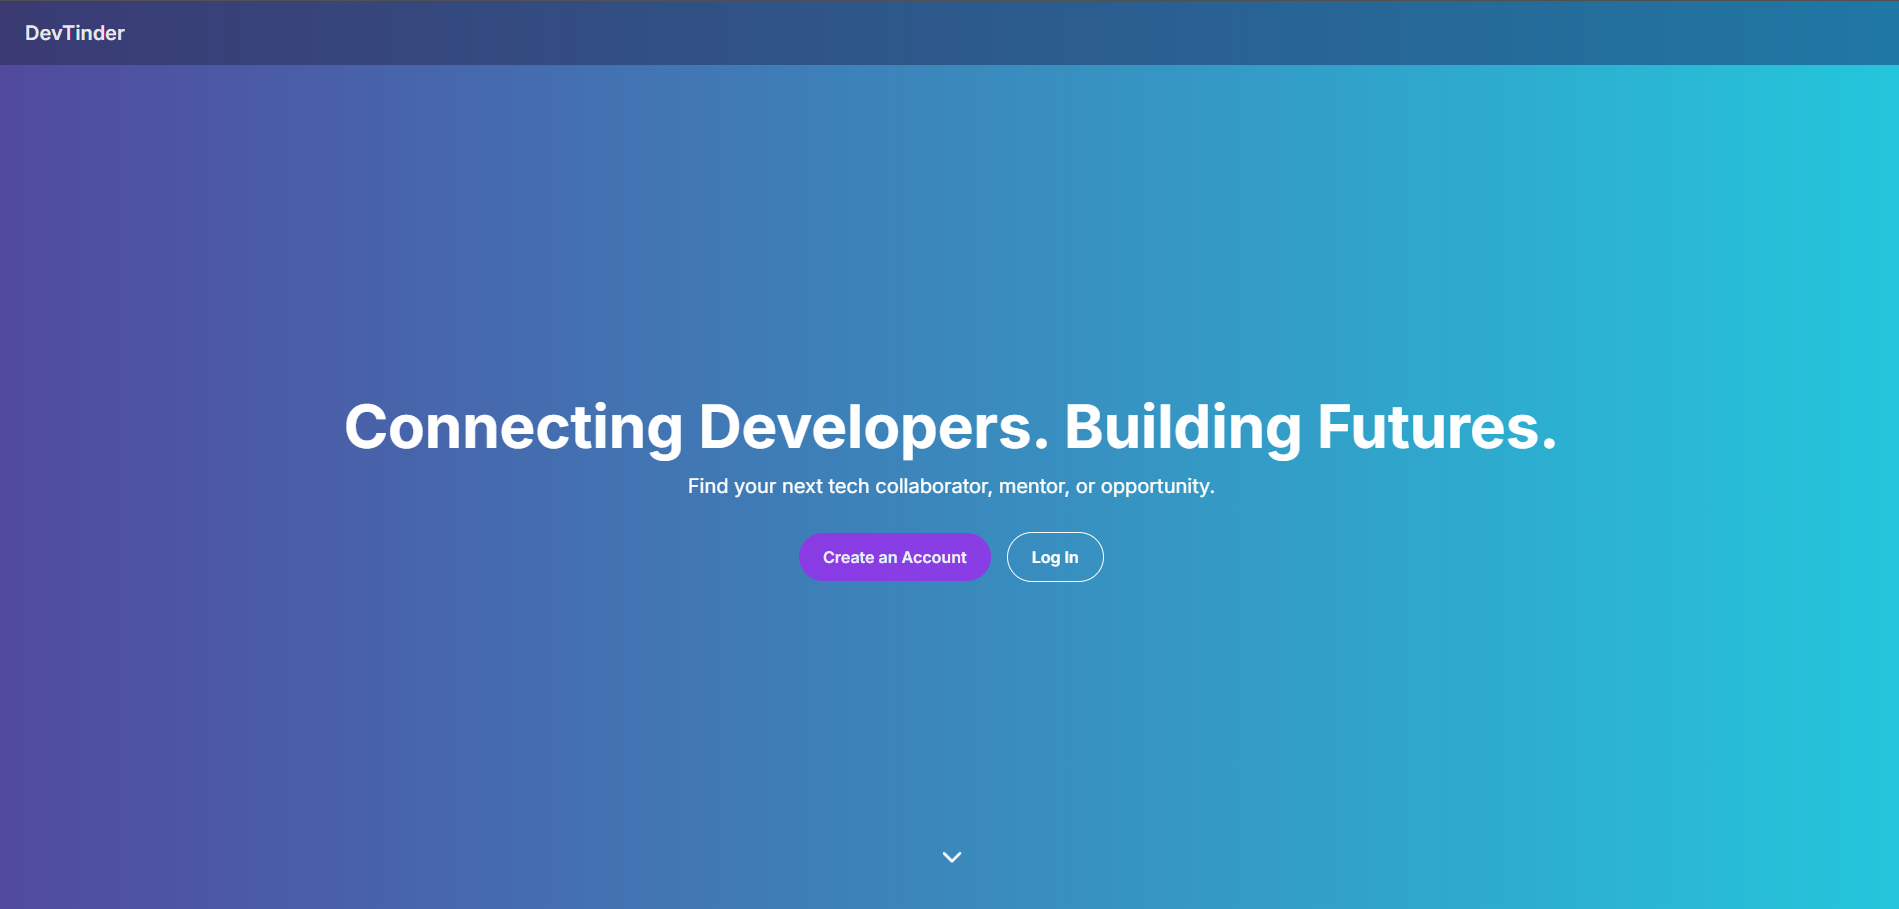 DevTinder
Connecting Developers. Building Futures.
Find your next tech collaborator, mentor, or opportunity.
Create an Account
Log In